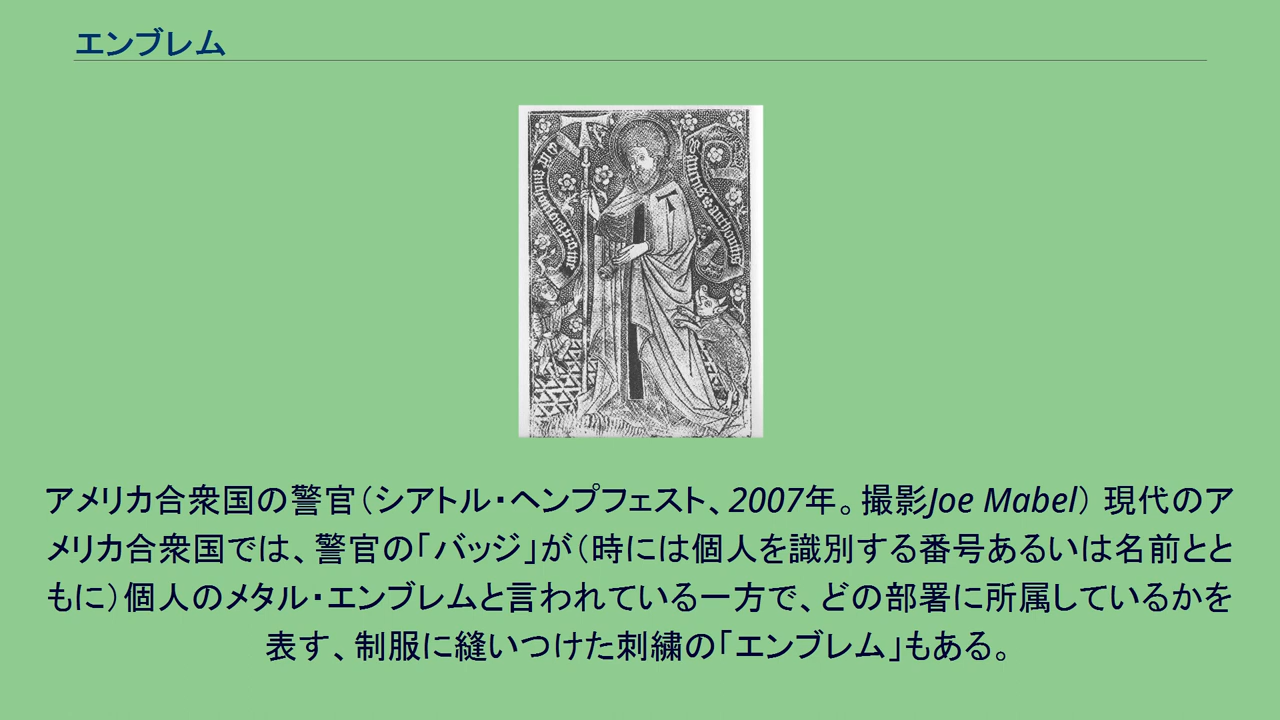 エンブレム
アメリカ合衆国の警官（シアトル・ヘンプフェスト、2007年。撮影Joe Mabel） 現代のア
メリカ合衆国では、警官の「バッジ」が（時には個人を識別する番号あるいは名前とと
もに）個人のメタル・エンブレムと言われている一方で、どの部署に所属しているかを
表す、制服に縫いつけた刺繍の「エンブレム」もある。